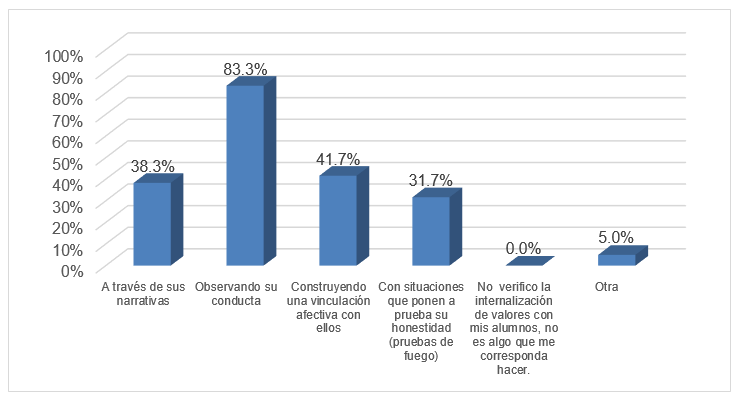 100%
90%
80%
70%
60%
50%
40%
30%
20%
10%
0%
38.3%
83.3%
41.7%
31.7%
0.0%
5.0%
A través de sus
narrativas
Observando su
conducta
Construyendo
una vinculación
afectiva con
ellos
Con situaciones
que ponen a
prueba su
honestidad
(pruebas de
fuego)
No verifico la
internalización
de valores con
mis alumnos, no
es algo que me
corresponda
hacer.
Otra